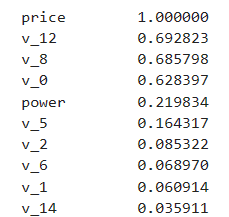 price 1.000000
v_12 0.692823
v_8 0.685798
v_0 0.628397
power 0.219834
v_5 0.164317
v_2 0.085322
v_6 0.068970
v_1 0.060914
v_14 0.035911